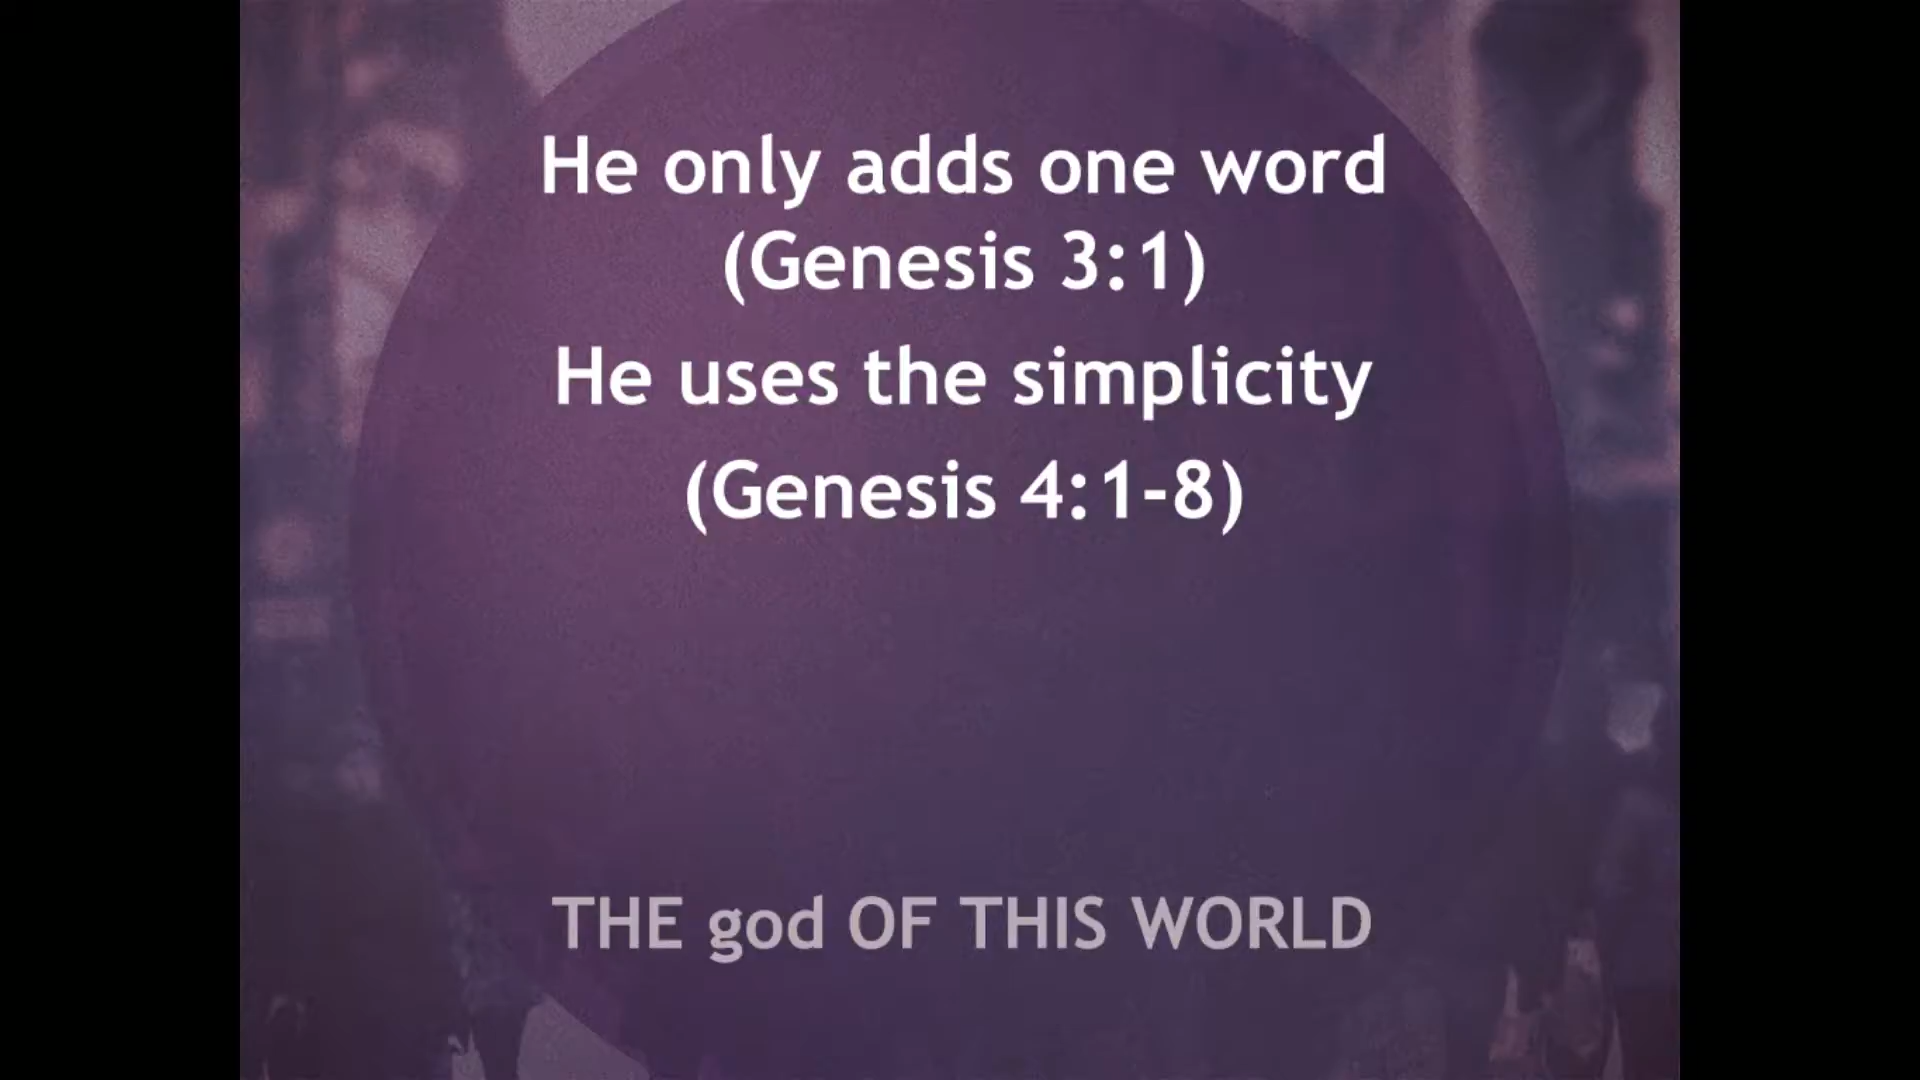 He only adds one word
(Genesis 3:1)
He uses the simplicity
(Genesis 4:1-8)
THE god OF THIS WORLD